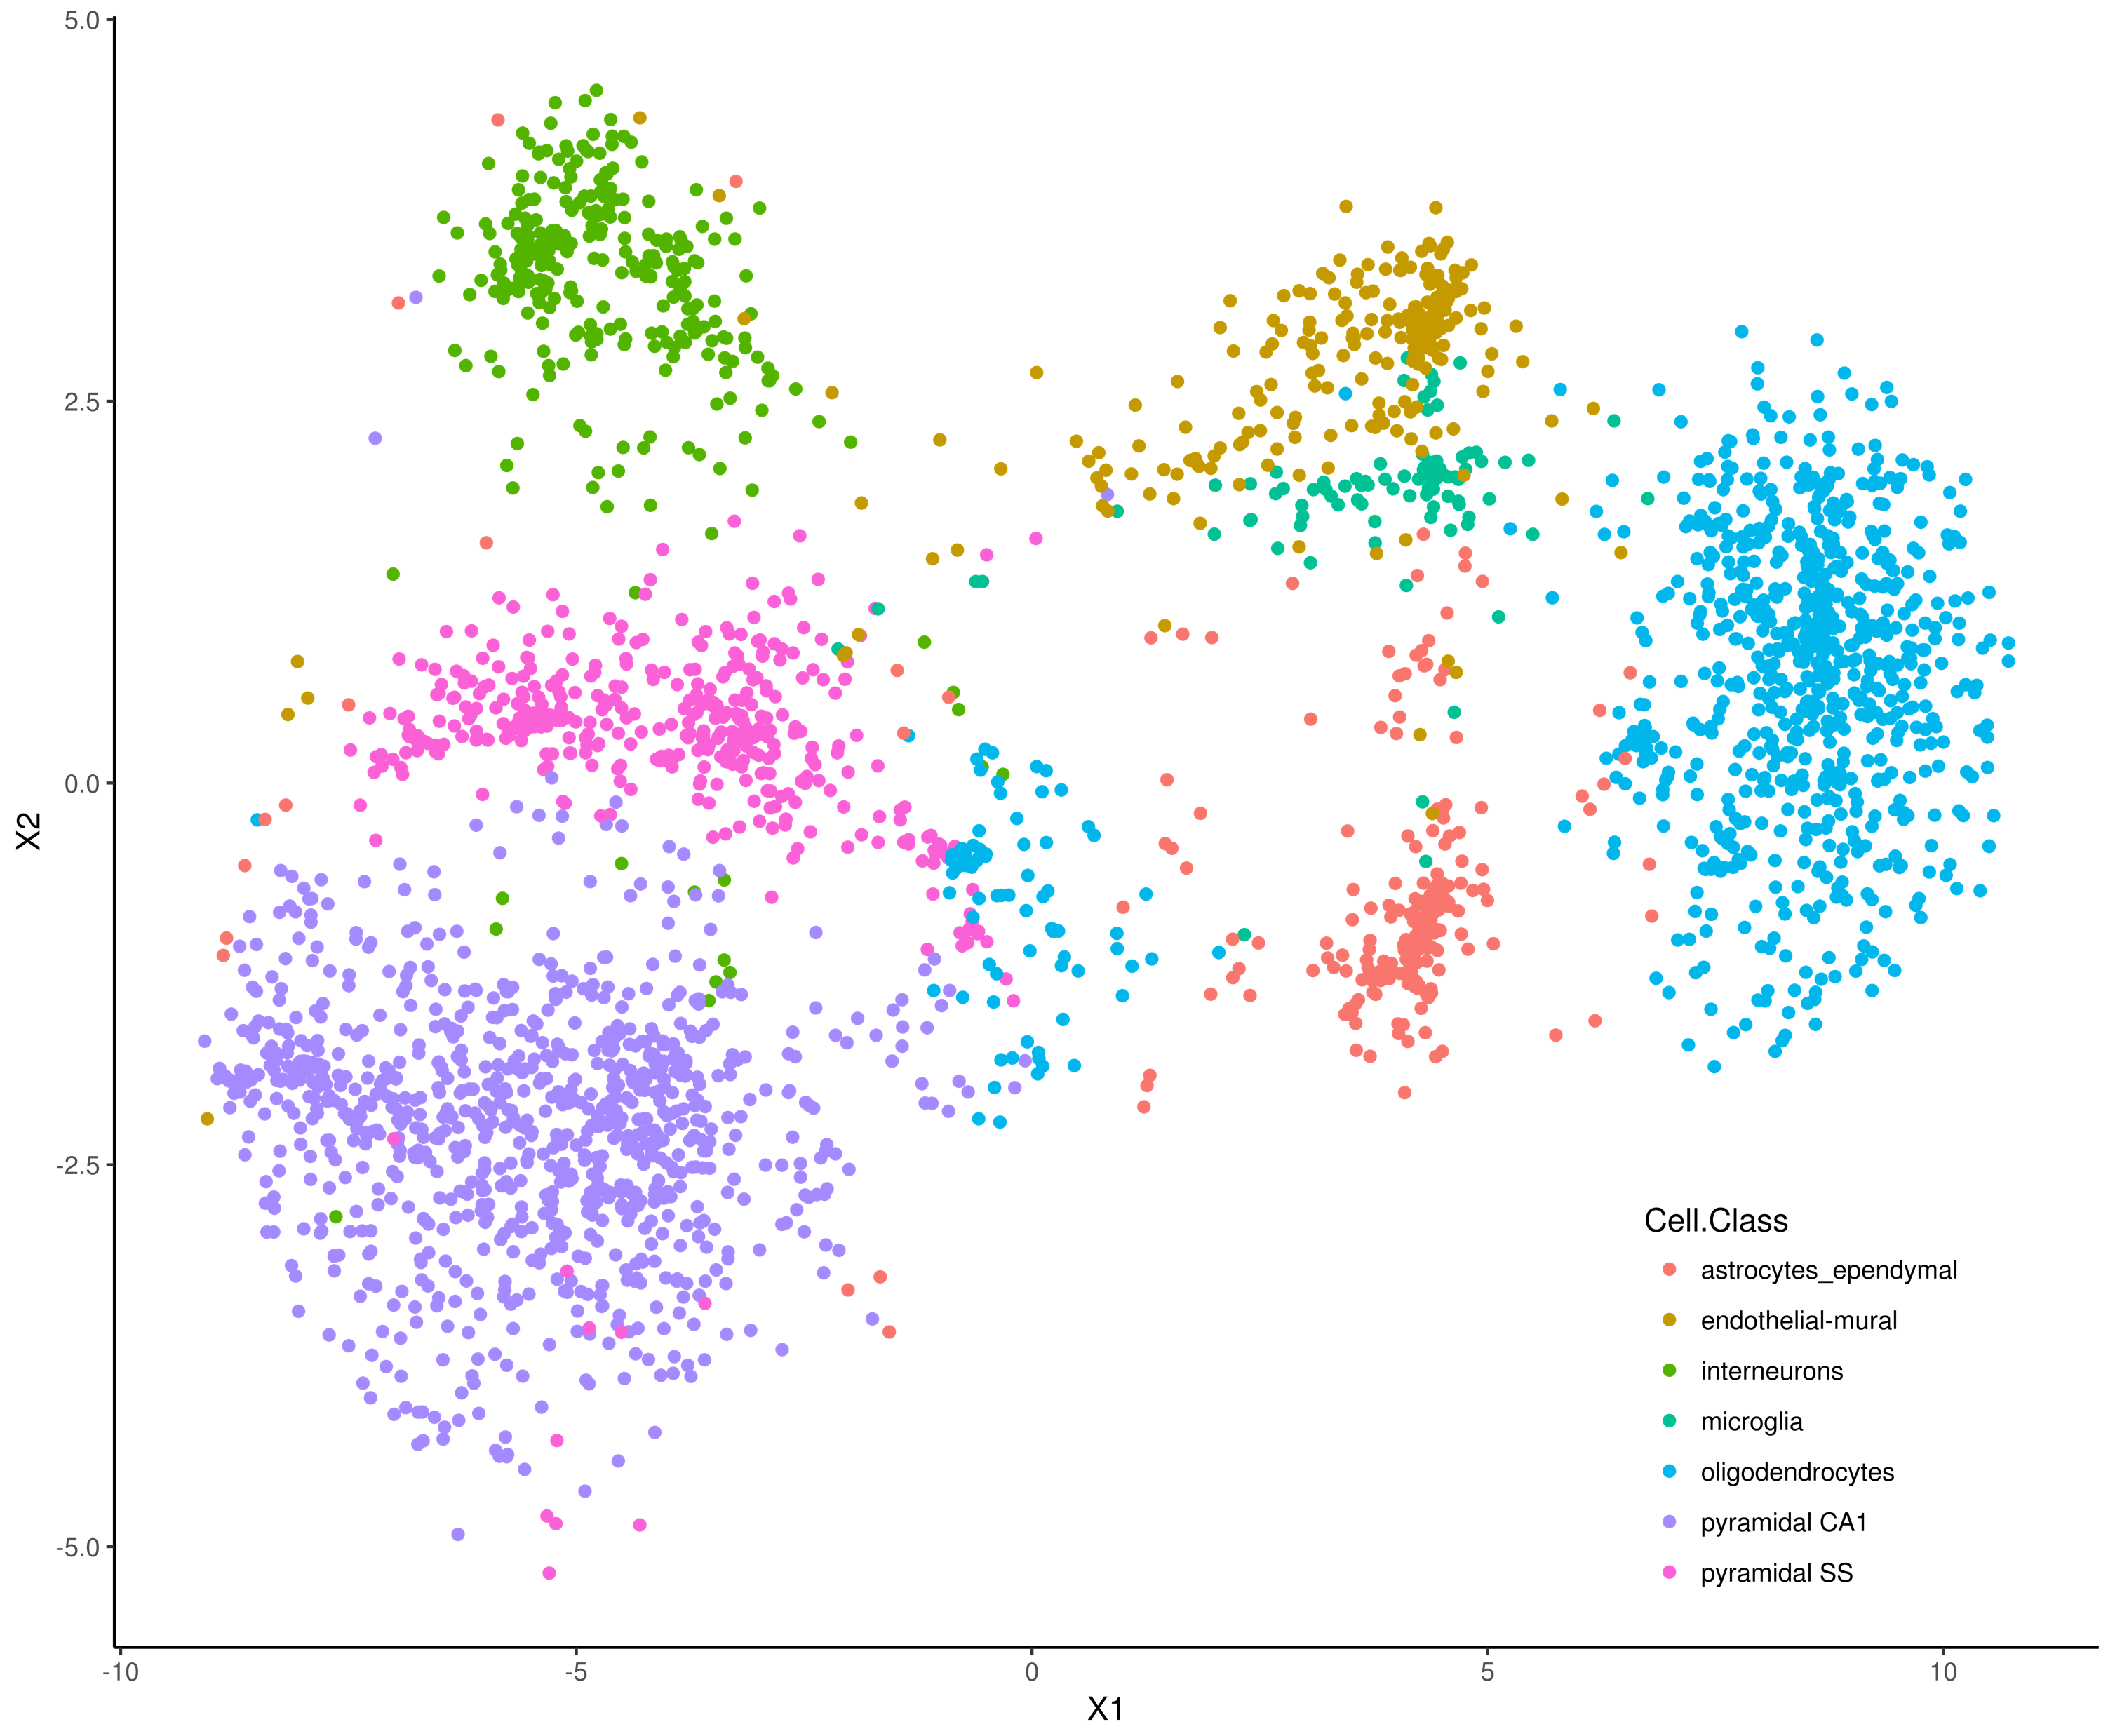 5.0
2.5
0.0
-2.5
-5.0
X2
-10
-5
0
5
10
X1
Cell.Class
astrocytes_ependymal
endothelial-mural
interneurons
microglia
oligodendrocytes
pyramidal CA1
pyramidal SS